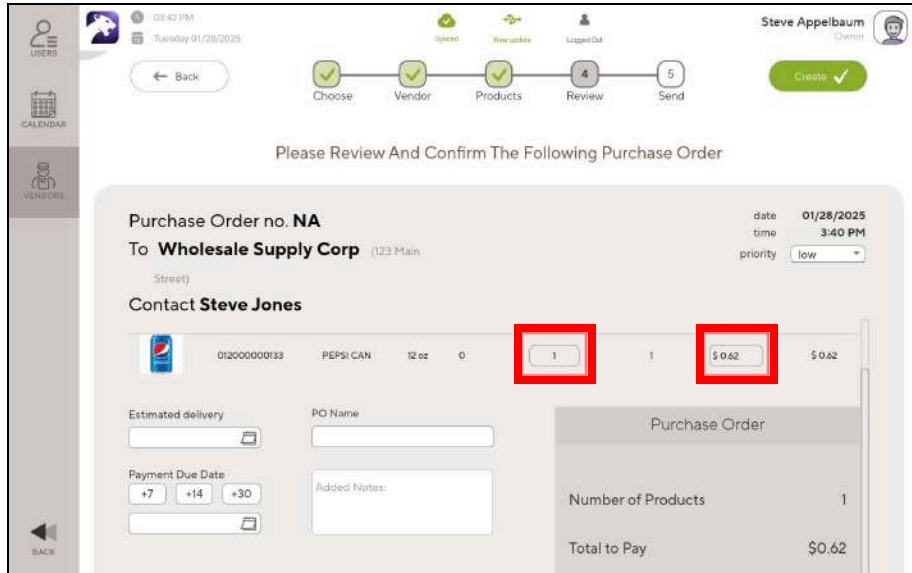 USERS
CALENDAR
VENDORS
BACK
03:42 PM
Tuesday 01/28/2025
Synced
New update
Logged Out
Steve Appelbaum
Owner
← Back
Choose
Vendor
Products
4
Review
5
Send
Create
Please Review And Confirm The Following Purchase Order
Purchase Order no. NA
To Wholesale Supply Corp (123 Main
Street)
Contact Steve Jones
date 01/28/2025
time 3:40 PM
priority low
012000000133 PEPSI CAN 12 oz 0 1 1 $ 0.62 $ 0.62
Estimated delivery
PO Name
Payment Due Date
+7 +14 +30
Added Notes:
Purchase Order
Number of Products 1
Total to Pay $0.62